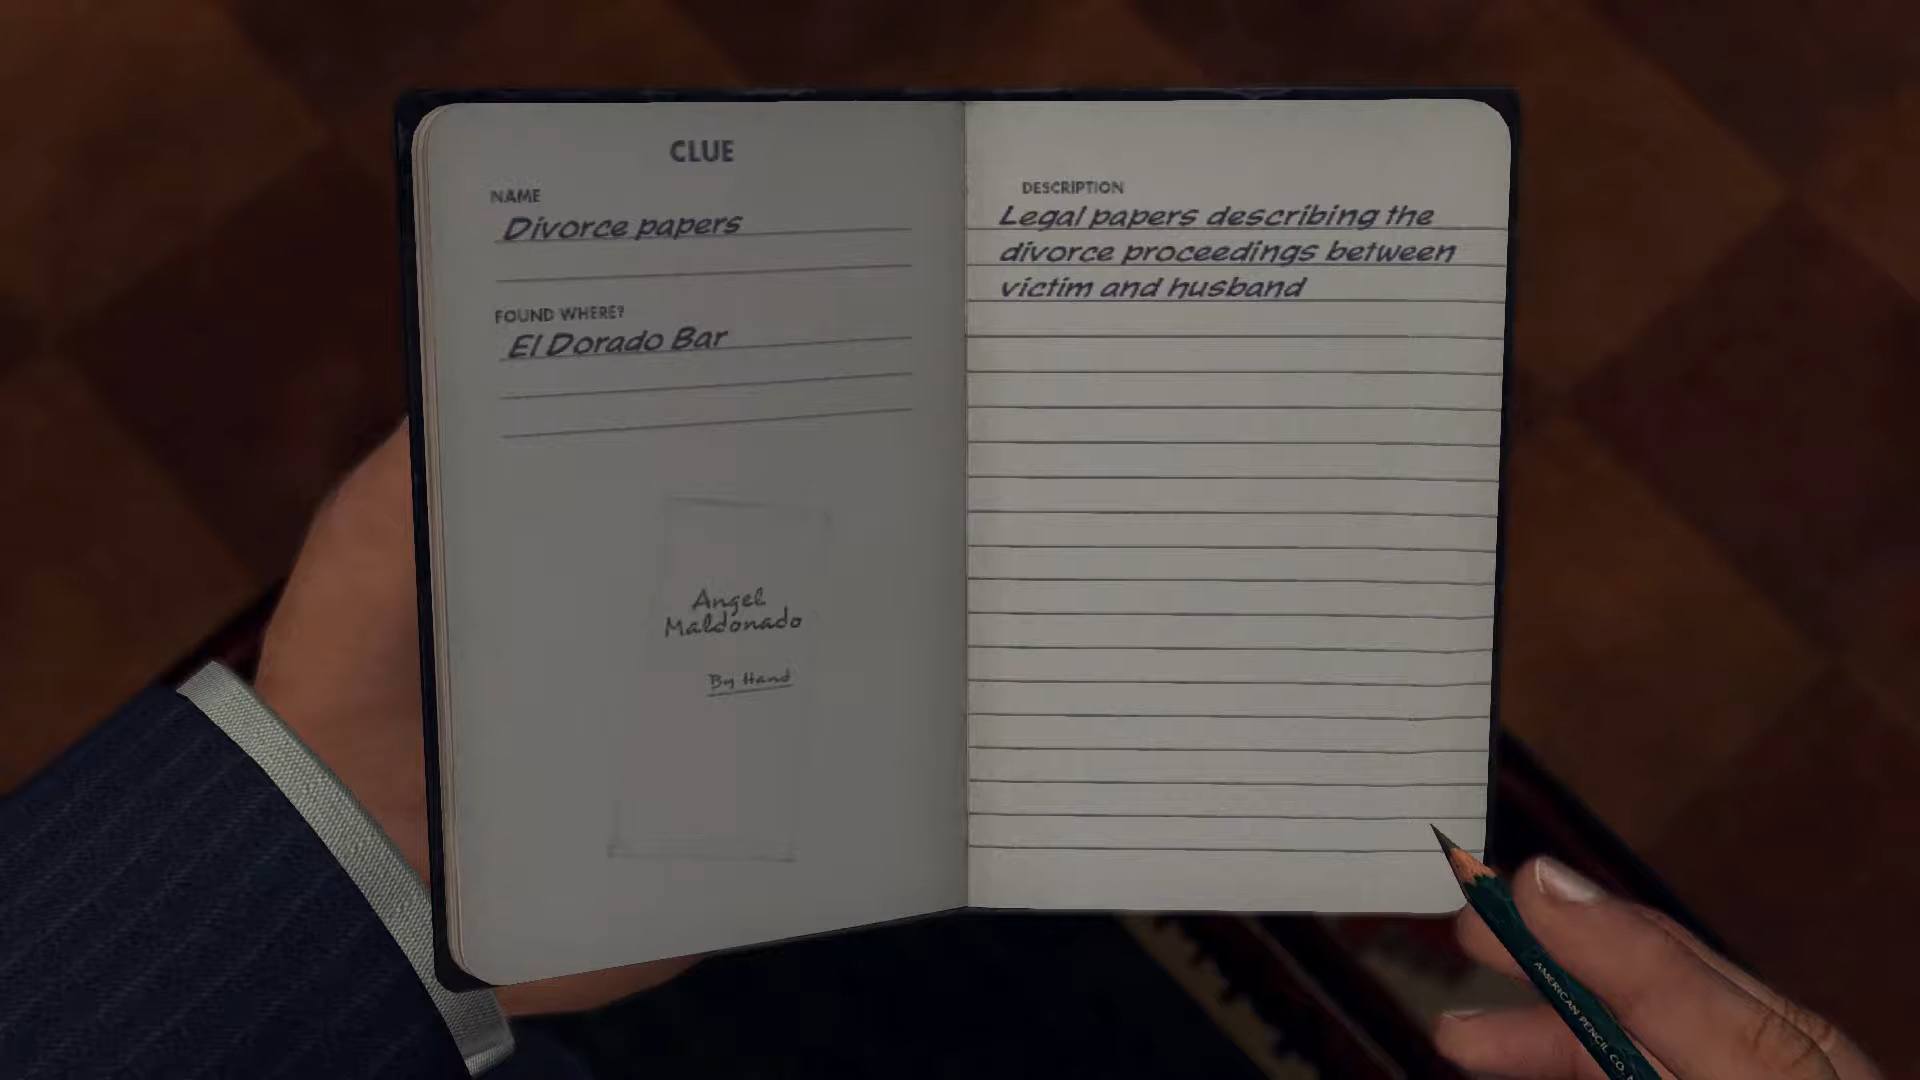 CLUE
NAME
Divorce papers
FOUND WHERE?
El Dorado Bar
Angel
Maldonado
By Hand
DESCRIPTION
Legal papers describing the
divorce proceedings between
victim and husband
AMERICAN PENCIL CO.